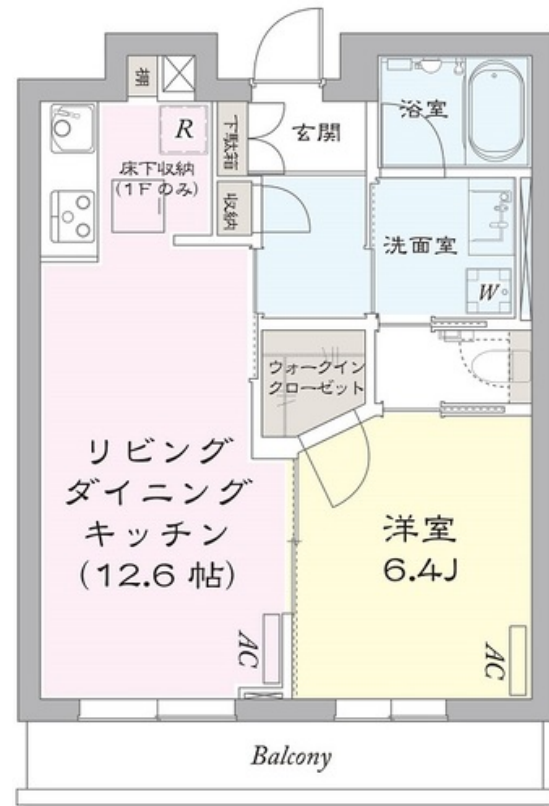 棚
R
床下収納
(1Fのみ)
下駄箱
収納
玄関
浴室
洗面室
W
ウォークイン
クローゼット
リビング
ダイニング
キッチン
(12.6 帖)
洋室
6.4J
AC
AC
Balcony